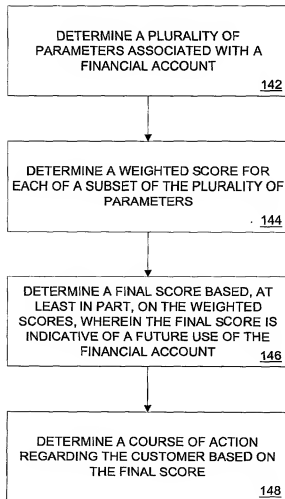 DETERMINE A PLURALITY OF
PARAMETERS ASSOCIATED WITH A
FINANCIAL ACCOUNT
142
DETERMINE A WEIGHTED SCORE FOR
EACH OF A SUBSET OF THE PLURALITY OF
PARAMETERS
144
DETERMINE A FINAL SCORE BASED, AT
LEAST IN PART, ON THE WEIGHTED
SCORES, WHEREIN THE FINAL SCORE IS
INDICATIVE OF A FUTURE USE OF THE
FINANCIAL ACCOUNT
146
DETERMINE A COURSE OF ACTION
REGARDING THE CUSTOMER BASED ON
THE FINAL SCORE
148